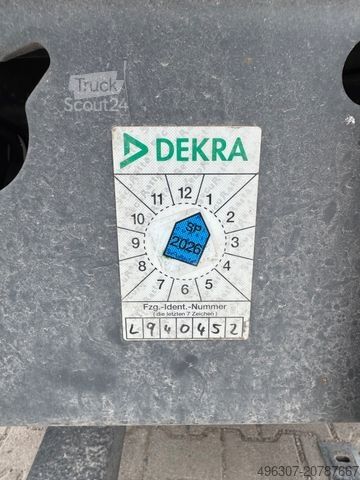 Truck
Scout24
DEKRA
11 12 1
10 2
9 3
8 4
7 6 5
SP
2026
Fzg.-Ident.-Nummer
(die letzten 7 Zeichen)
L940452
496307-20787667